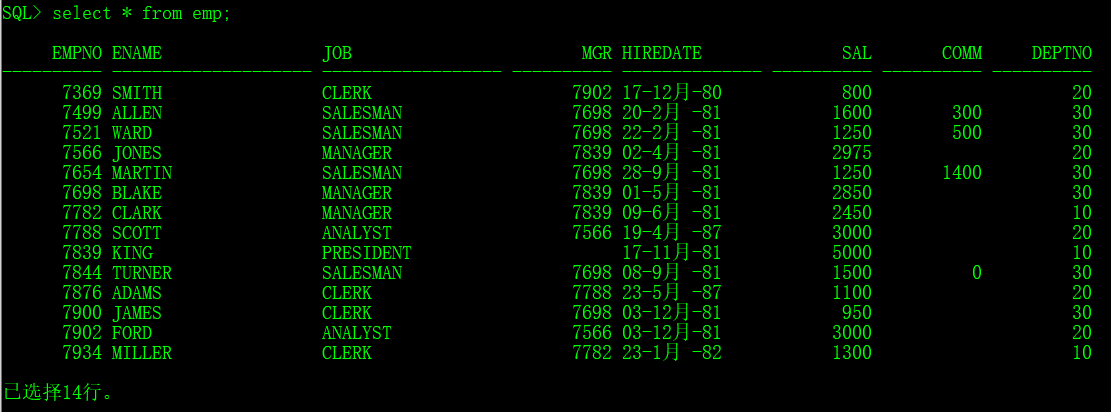 SQL> select * from emp;
     EMPNO ENAME                JOB                       MGR HIREDATE              SAL       COMM     DEPTNO
---------- -------------------- ------------------ ---------- -------------- ---------- ---------- ----------
      7369 SMITH                CLERK                    7902 17-12月-80            800                    20
      7499 ALLEN                SALESMAN                 7698 20-2月 -81           1600        300         30
      7521 WARD                 SALESMAN                 7698 22-2月 -81           1250        500         30
      7566 JONES                MANAGER                  7839 02-4月 -81           2975                    20
      7654 MARTIN               SALESMAN                 7698 28-9月 -81           1250       1400         30
      7698 BLAKE                MANAGER                  7839 01-5月 -81           2850                    30
      7782 CLARK                MANAGER                  7839 09-6月 -81           2450                    10
      7788 SCOTT                ANALYST                  7566 19-4月 -87           3000                    20
      7839 KING                 PRESIDENT                     17-11月-81           5000                    10
      7844 TURNER               SALESMAN                 7698 08-9月 -81           1500          0         30
      7876 ADAMS                CLERK                    7788 23-5月 -87           1100                    20
      7900 JAMES                CLERK                    7698 03-12月-81            950                    30
      7902 FORD                 ANALYST                  7566 03-12月-81           3000                    20
      7934 MILLER               CLERK                    7782 23-1月 -82           1300                    10
已选择14行。